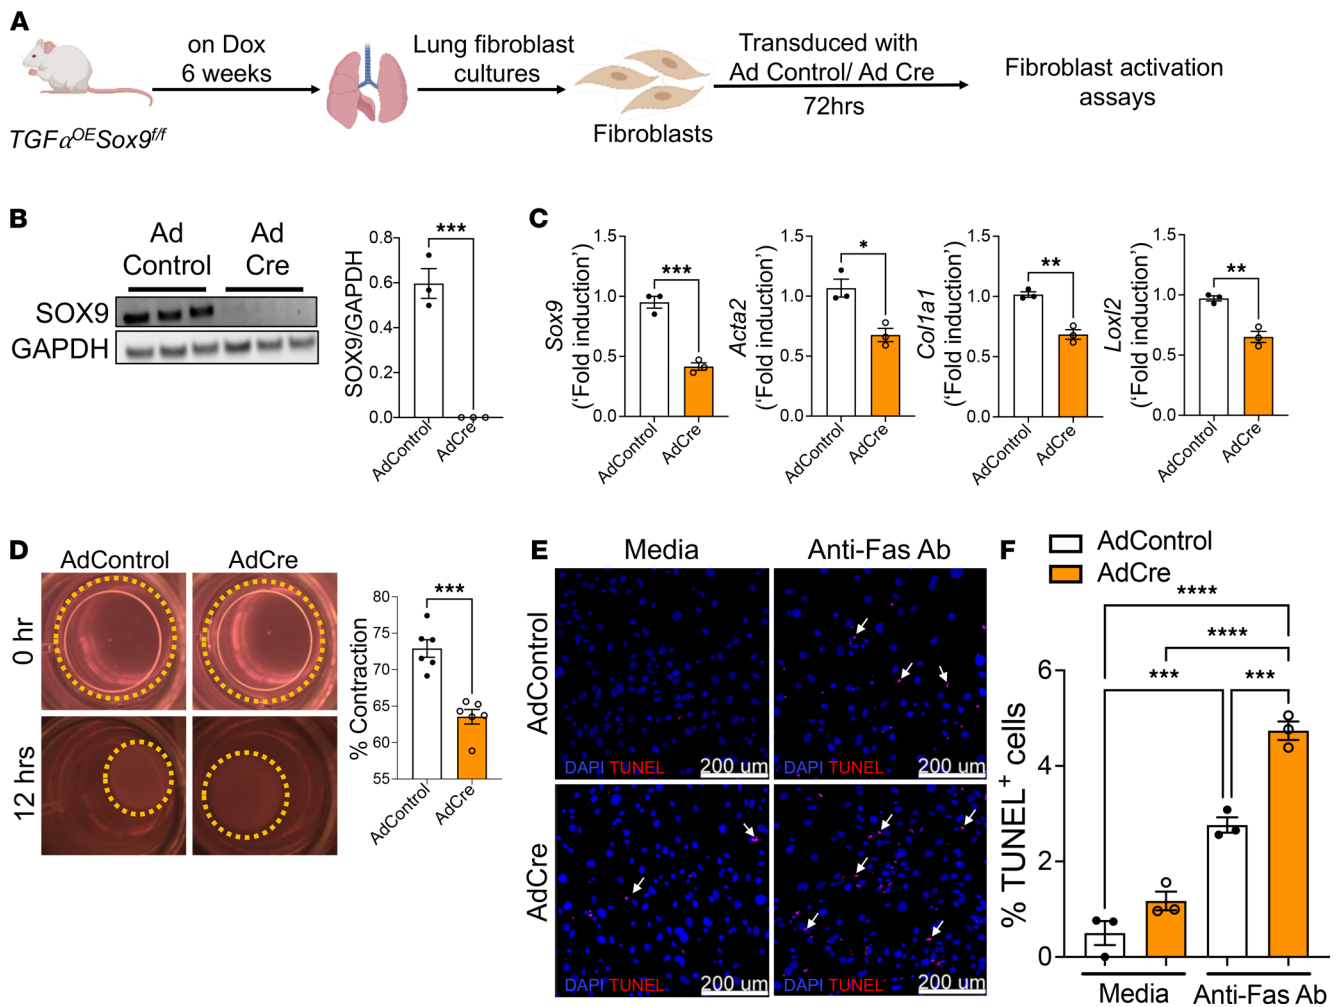 A
on Dox
6 weeks
Lung fibroblast
cultures
Transduced with
Ad Control/ Ad Cre
72hrs
Fibroblast activation
assays
TGFα^OE Sox9^f/f
Fibroblasts
B
Ad
Control
Ad
Cre
SOX9
GAPDH
SOX9/GAPDH
0.8
0.6
0.4
0.2
0.0
***
AdControl
AdCre
C
Sox9
('Fold induction')
1.5
1.0
0.5
0.0
***
AdControl
AdCre
Acta2
('Fold induction')
1.5
1.0
0.5
0.0
*
AdControl
AdCre
Col1a1
('Fold induction')
1.5
1.0
0.5
0.0
**
AdControl
AdCre
Loxl2
('Fold induction')
1.5
1.0
0.5
0.0
**
AdControl
AdCre
D
AdControl
AdCre
0 hr
12 hrs
% Contraction
80
75
70
65
60
55
***
AdControl
AdCre
E
Media
Anti-Fas Ab
AdControl
AdCre
DAPI TUNEL
200 um
DAPI TUNEL
200 um
DAPI TUNEL
200 um
DAPI TUNEL
200 um
F
AdControl
AdCre
****
****
***
***
% TUNEL⁺ cells
6
4
2
0
Media
Anti-Fas Ab